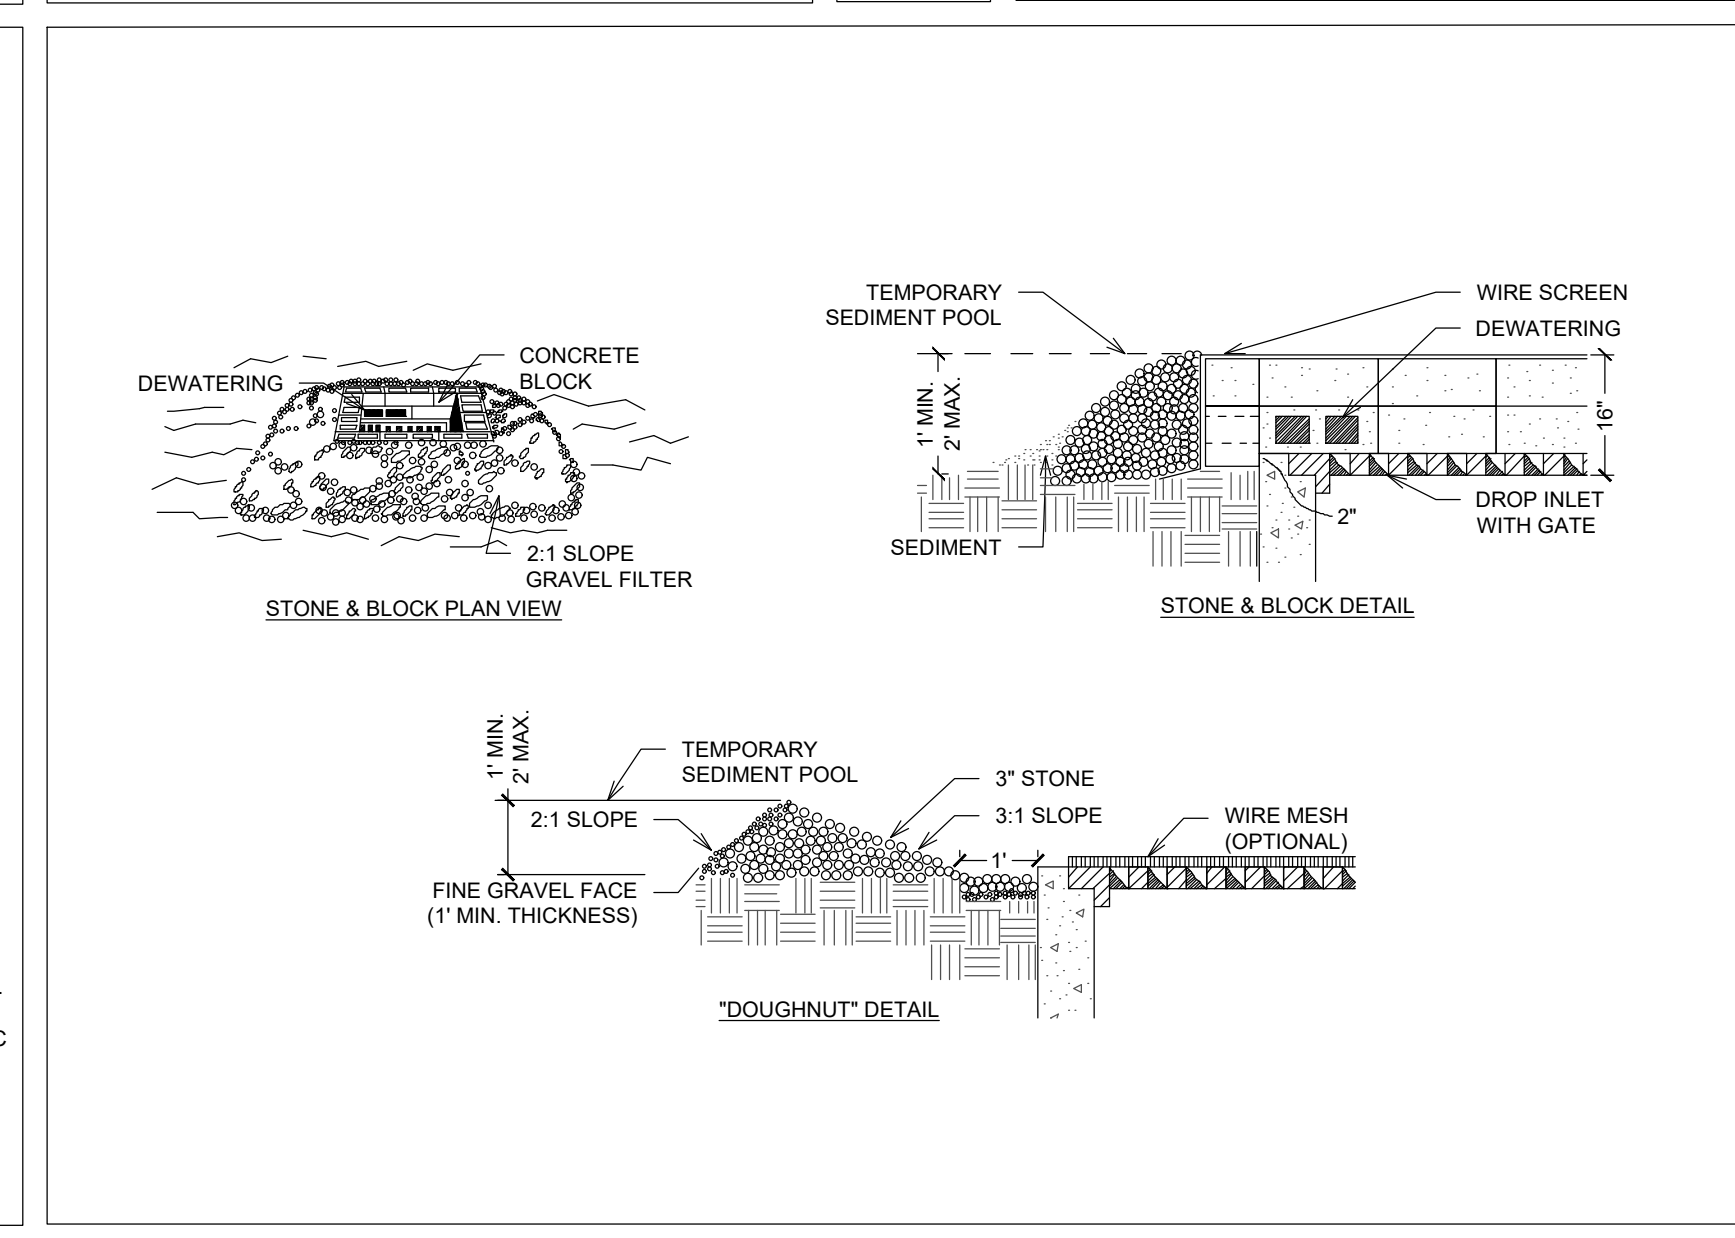 DEWATERING
CONCRETE
BLOCK
2:1 SLOPE
GRAVEL FILTER
STONE & BLOCK PLAN VIEW
TEMPORARY
SEDIMENT POOL
WIRE SCREEN
DEWATERING
1' MIN.
2' MAX.
16"
2"
DROP INLET
WITH GATE
SEDIMENT
STONE & BLOCK DETAIL
1' MIN.
2' MAX.
TEMPORARY
SEDIMENT POOL
3" STONE
2:1 SLOPE
3:1 SLOPE
WIRE MESH
(OPTIONAL)
1'
FINE GRAVEL FACE
(1' MIN. THICKNESS)
"DOUGHNUT" DETAIL
C